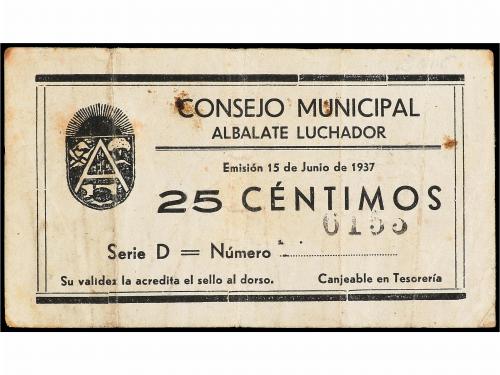 CONSEJO MUNICIPAL
ALBALATE LUCHADOR
Emisión 15 de Junio de 1937
25 CÉNTIMOS
0155
Serie D = Número
Su validez la acredita el sello al dorso. Canjeable en Tesorería
A